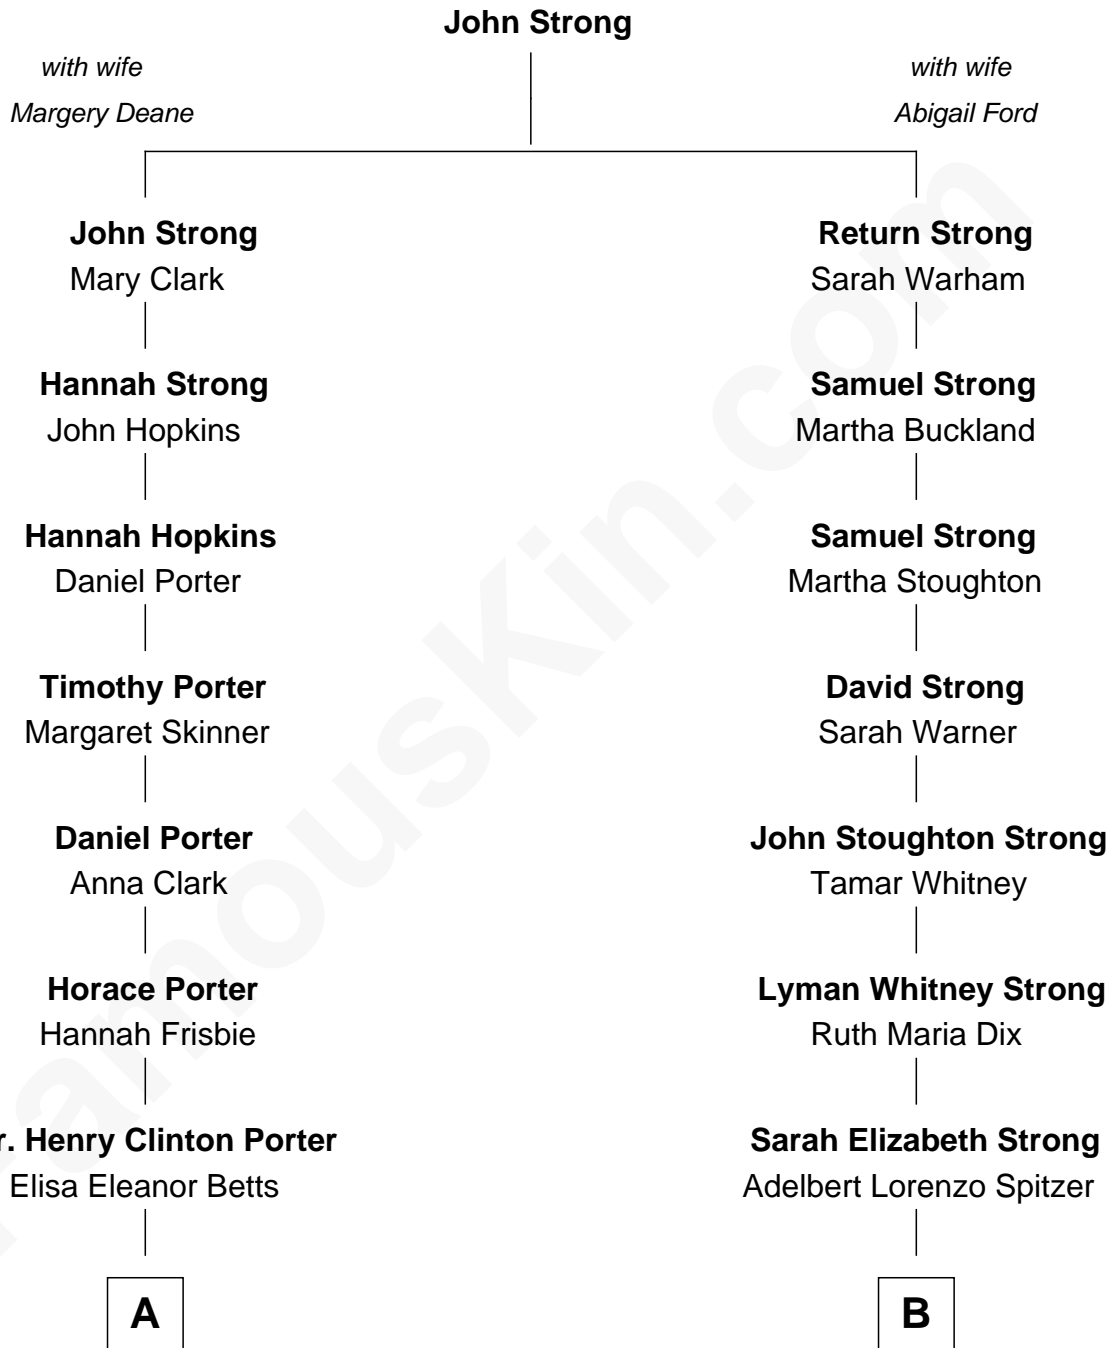 John Strong
with wife
Margery Deane
with wife
Abigail Ford
John Strong
Mary Clark
Return Strong
Sarah Warham
Hannah Strong
John Hopkins
Samuel Strong
Martha Buckland
Hannah Hopkins
Daniel Porter
Samuel Strong
Martha Stoughton
Timothy Porter
Margaret Skinner
David Strong
Sarah Warner
Daniel Porter
Anna Clark
John Stoughton Strong
Tamar Whitney
Horace Porter
Hannah Frisbie
Lyman Whitney Strong
Ruth Maria Dix
r. Henry Clinton Porter
Elisa Eleanor Betts
Sarah Elizabeth Strong
Adelbert Lorenzo Spitzer
A
B
FamousKin.com